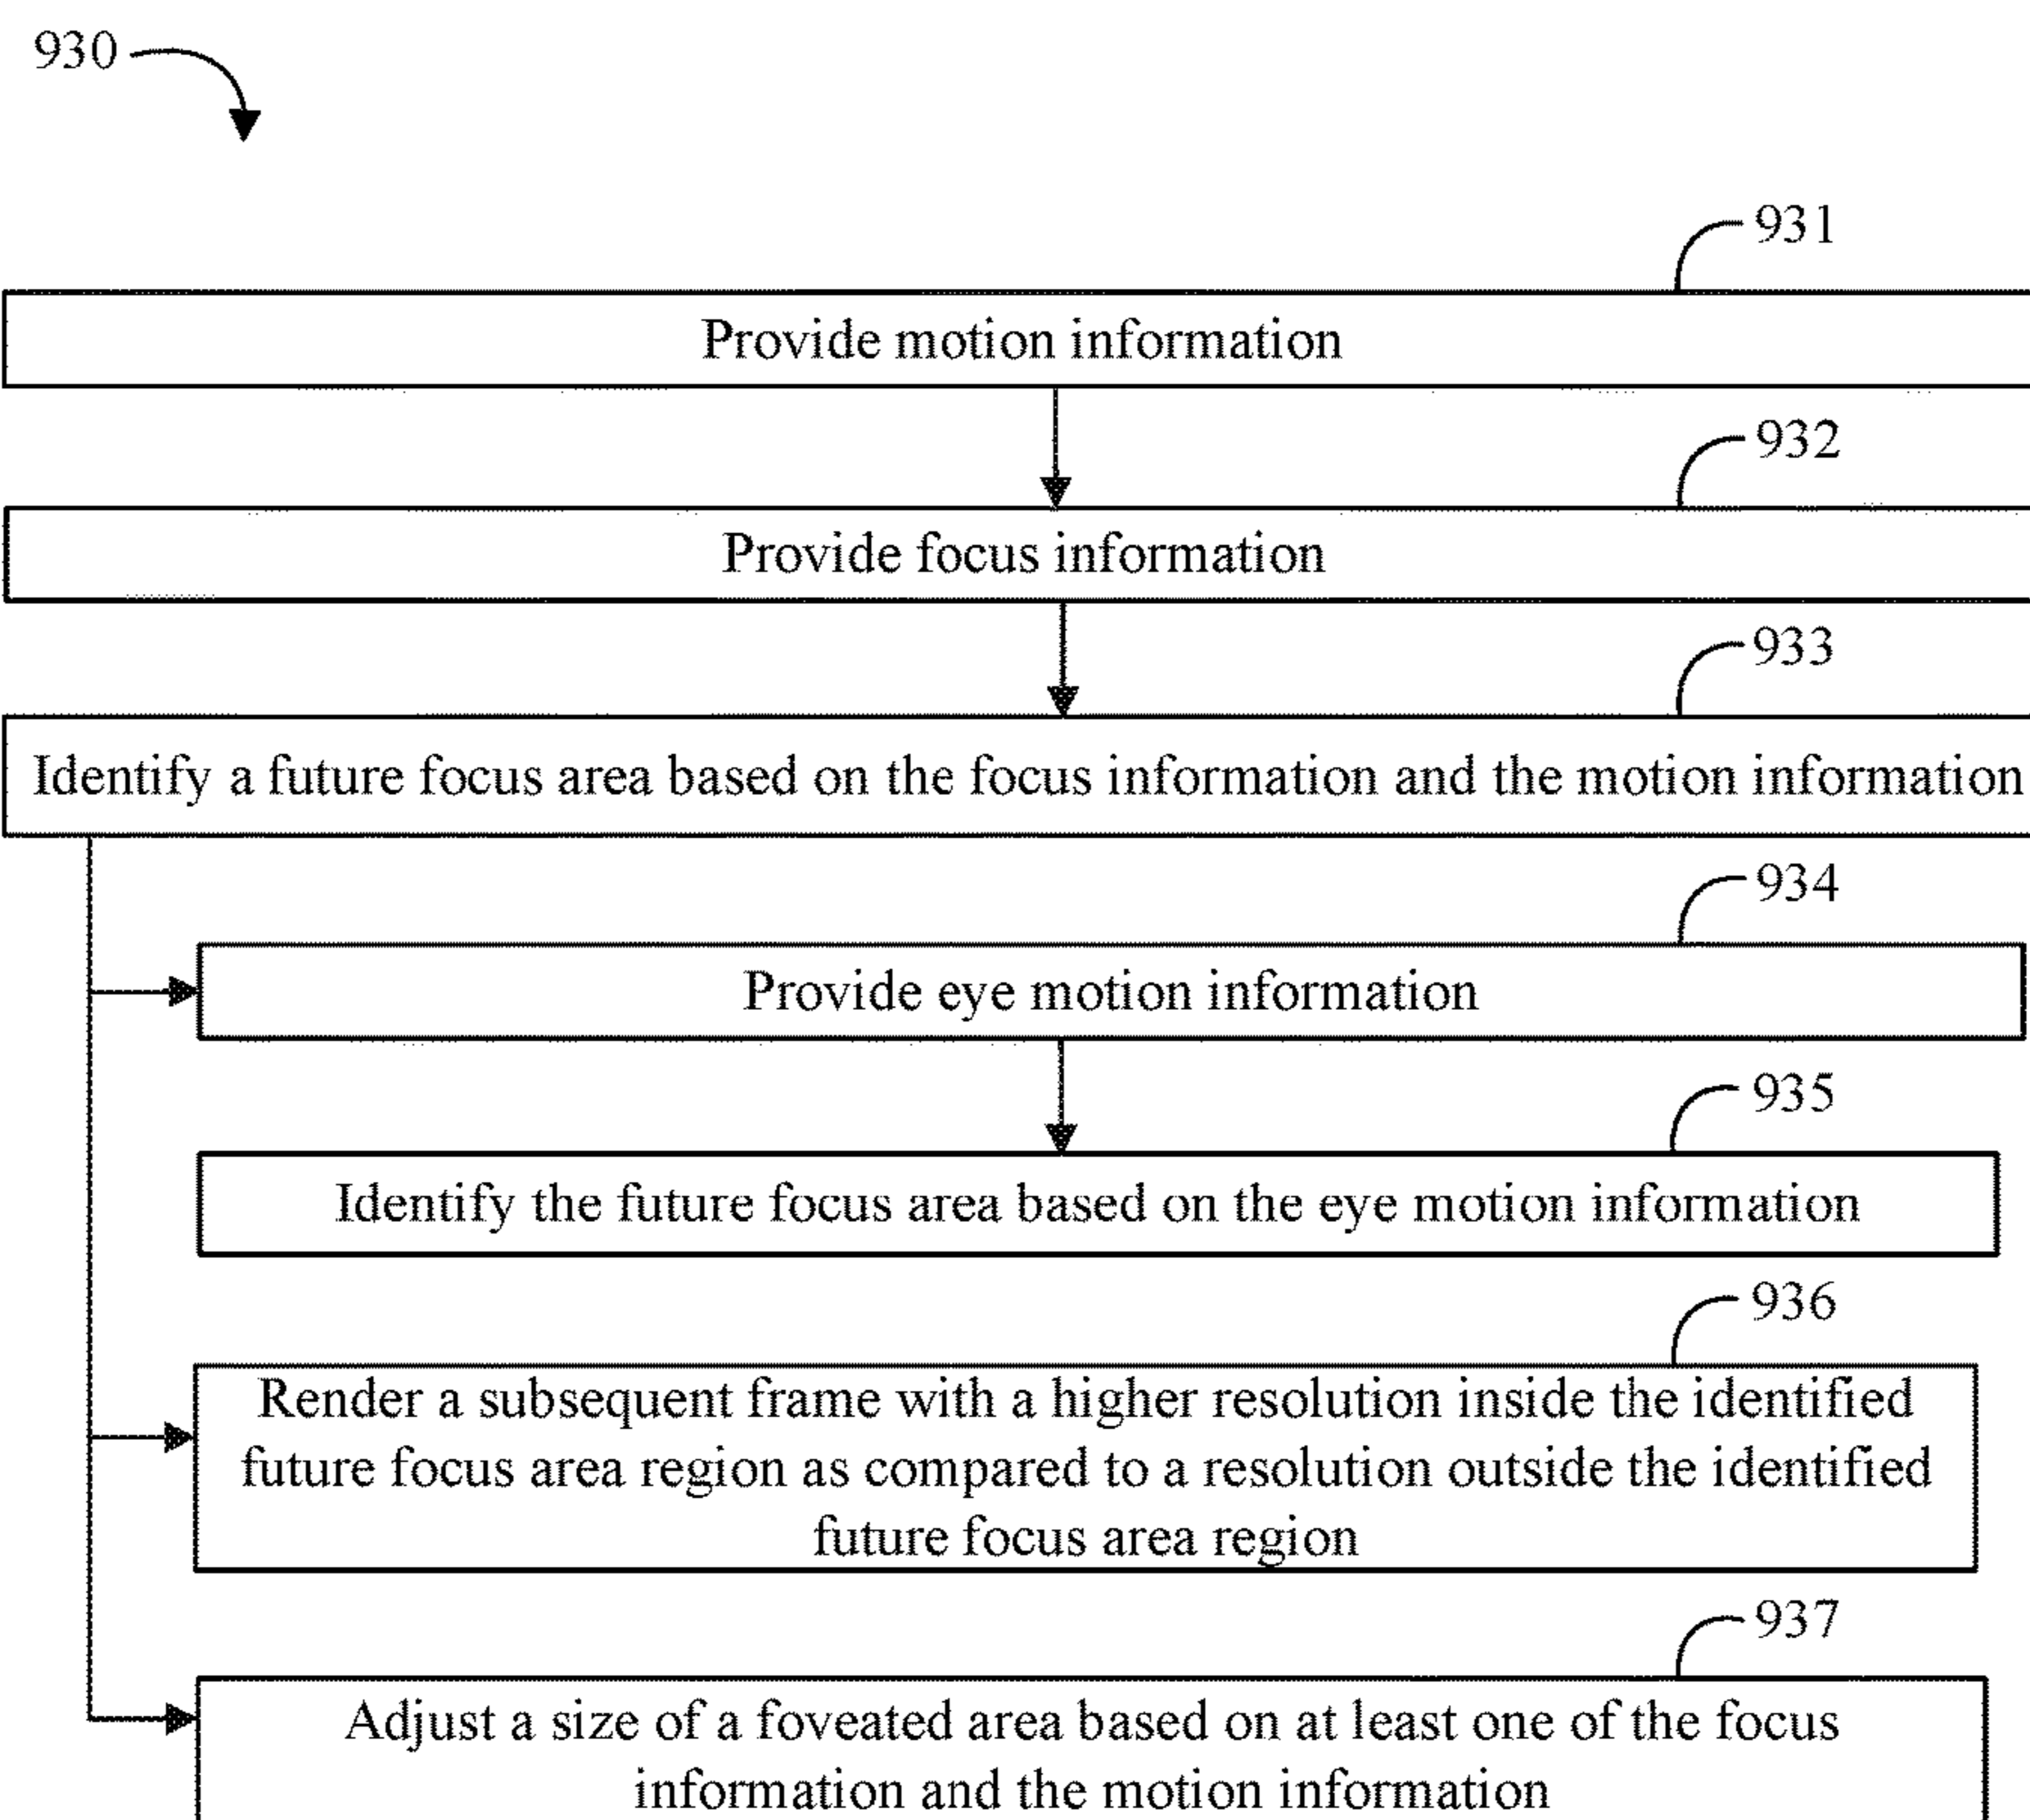 930
931
Provide motion information
932
Provide focus information
933
Identify a future focus area based on the focus information and the motion information
934
Provide eye motion information
935
Identify the future focus area based on the eye motion information
936
Render a subsequent frame with a higher resolution inside the identified
future focus area region as compared to a resolution outside the identified
future focus area region
937
Adjust a size of a foveated area based on at least one of the focus
information and the motion information